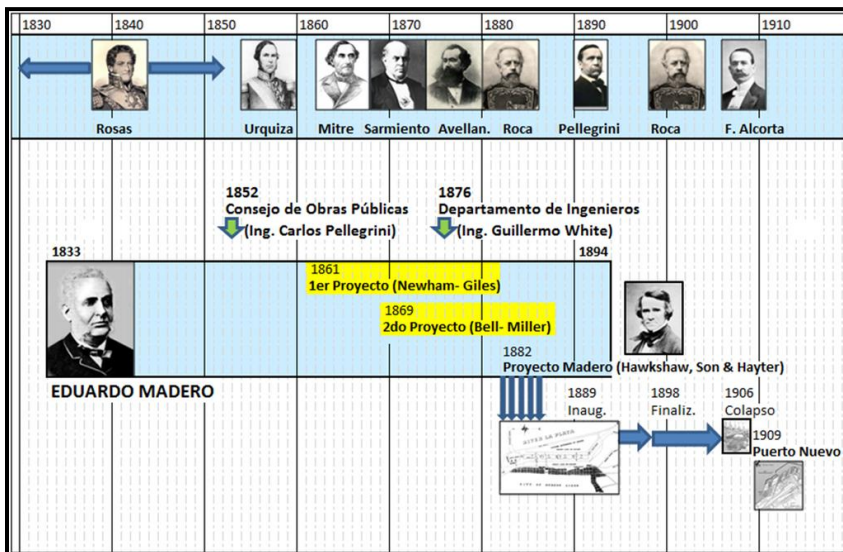 1830 1840 1850 1860 1870 1880 1890 1900 1910
Rosas Urquiza Mitre Sarmiento Avellan. Roca Pellegrini Roca F. Alcorta
1852
Consejo de Obras Públicas
(Ing. Carlos Pellegrini)
1876
Departamento de Ingenieros
(Ing. Guillermo White)
1833
1894
1861
1er Proyecto (Newham- Giles)
1869
2do Proyecto (Bell- Miller)
1882
Proyecto Madero (Hawkshaw, Son & Hayter)
EDUARDO MADERO
1889
Inaug.
1898
Finaliz.
1906
Colapso
1909
Puerto Nuevo